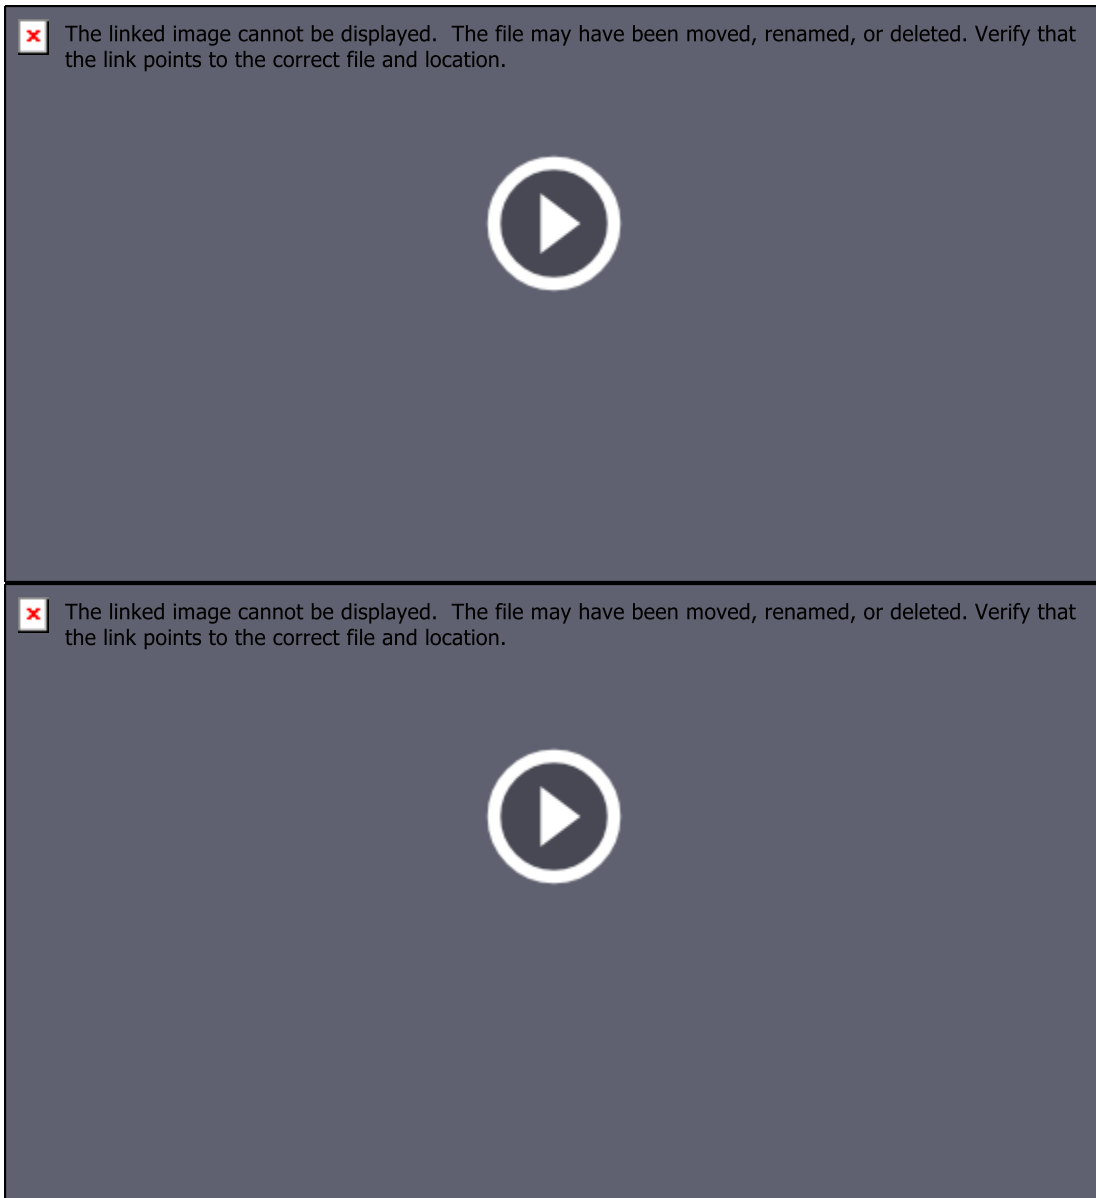 The linked image cannot be displayed.  The file may have been moved, renamed, or deleted. Verify that
the link points to the correct file and location.
The linked image cannot be displayed.  The file may have been moved, renamed, or deleted. Verify that
the link points to the correct file and location.